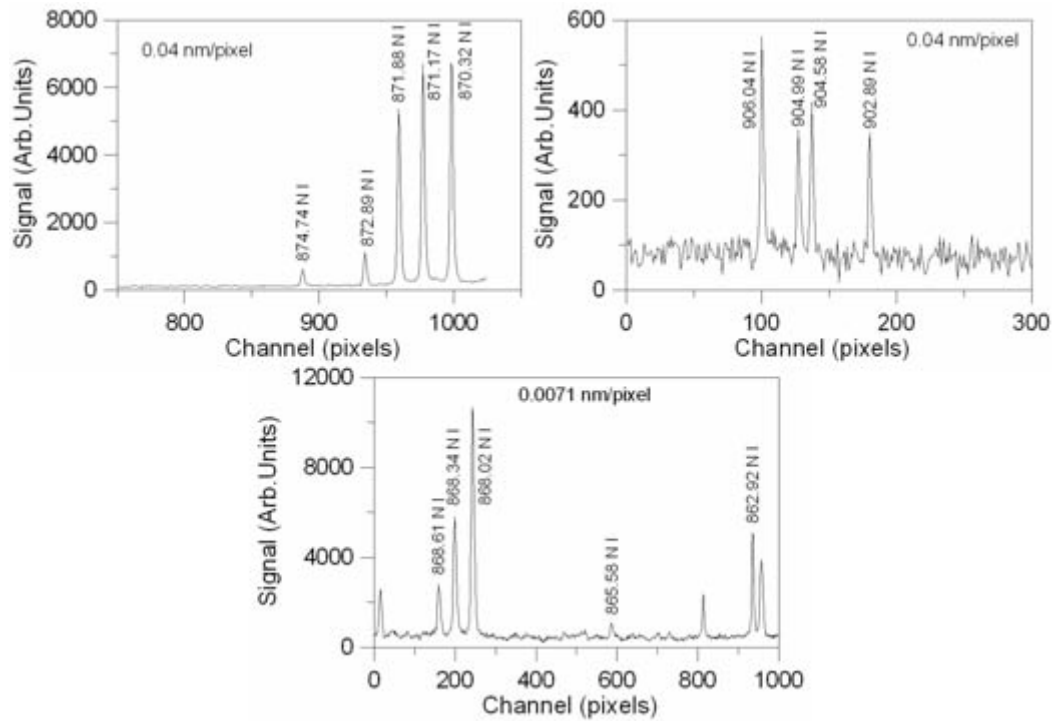 8000
6000
4000
2000
0
Signal (Arb.Units)
0.04 nm/pixel
874.74 N I
872.89 N I
871.88 N I
871.17 N I
870.32 N I
800
900
1000
Channel (pixels)
600
400
200
0
Signal (Arb.Units)
0.04 nm/pixel
906.04 N I
904.99 N I
904.58 N I
902.89 N I
0
100
200
300
Channel (pixels)
12000
8000
4000
0
Signal (Arb.Units)
0.0071 nm/pixel
868.61 N I
868.34 N I
868.02 N I
865.58 N I
862.92 N I
0
200
400
600
800
1000
Channel (pixels)